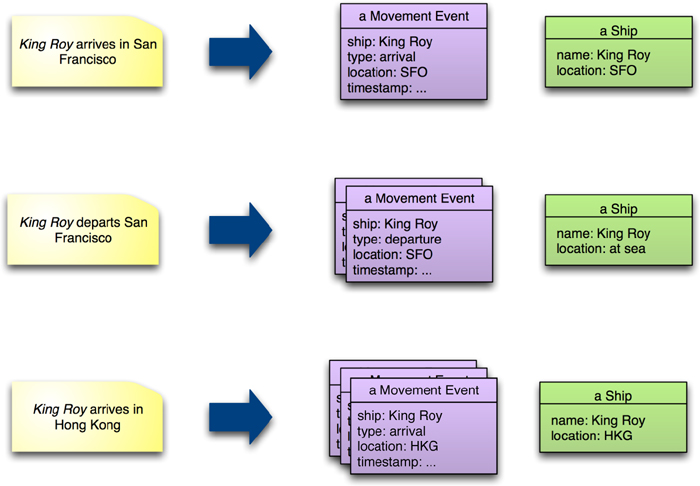 King Roy arrives in San
Francisco
a Movement Event
ship: King Roy
type: arrival
location: SFO
timestamp: ...
a Ship
name: King Roy
location: SFO
King Roy departs San
Francisco
a Movement Event
ship: King Roy
type: departure
location: SFO
timestamp: ...
a Ship
name: King Roy
location: at sea
King Roy arrives in
Hong Kong
a Movement Event
ship: King Roy
type: arrival
location: HKG
timestamp: ...
a Ship
name: King Roy
location: HKG